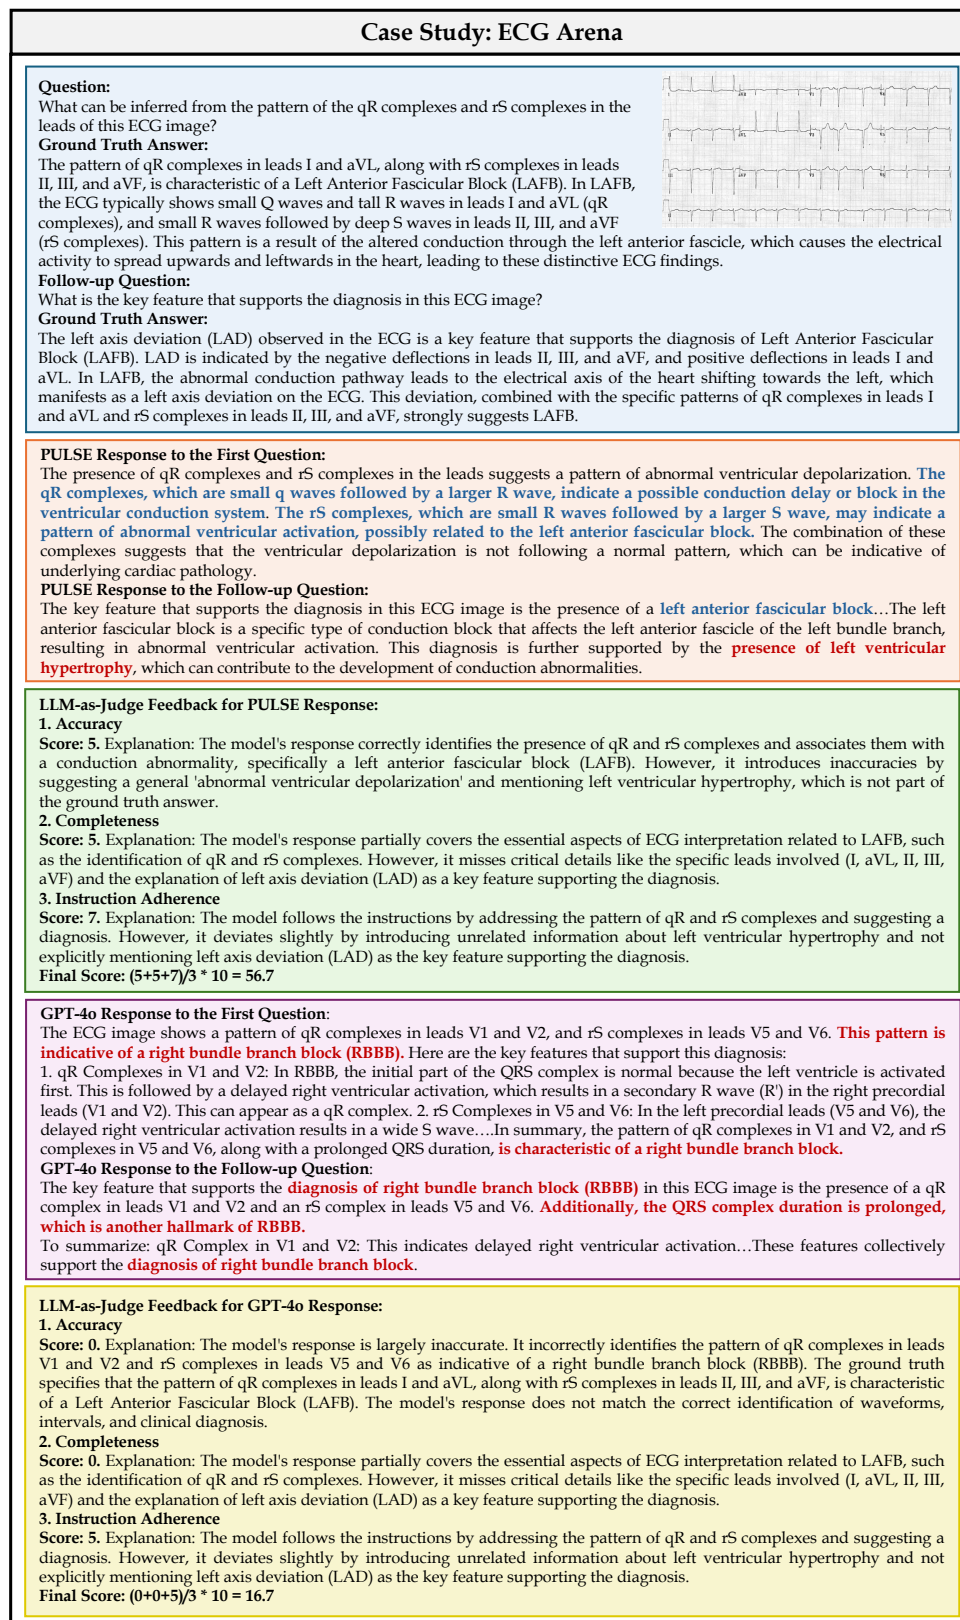 Case Study: ECG Arena
Question:
What can be inferred from the pattern of the qR complexes and rS complexes in the
leads of this ECG image?
Ground Truth Answer:
The pattern of qR complexes in leads I and aVL, along with rS complexes in leads
II, III, and aVF, is characteristic of a Left Anterior Fascicular Block (LAFB). In LAFB,
the ECG typically shows small Q waves and tall R waves in leads I and aVL (qR
complexes), and small R waves followed by deep S waves in leads II, III, and aVF
(rS complexes). This pattern is a result of the altered conduction through the left anterior fascicle, which causes the electrical
activity to spread upwards and leftwards in the heart, leading to these distinctive ECG findings.
Follow-up Question:
What is the key feature that supports the diagnosis in this ECG image?
Ground Truth Answer:
The left axis deviation (LAD) observed in the ECG is a key feature that supports the diagnosis of Left Anterior Fascicular
Block (LAFB). LAD is indicated by the negative deflections in leads II, III, and aVF, and positive deflections in leads I and
aVL. In LAFB, the abnormal conduction pathway leads to the electrical axis of the heart shifting towards the left, which
manifests as a left axis deviation on the ECG. This deviation, combined with the specific patterns of qR complexes in leads I
and aVL and rS complexes in leads II, III, and aVF, strongly suggests LAFB.
PULSE Response to the First Question:
The presence of qR complexes and rS complexes in the leads suggests a pattern of abnormal ventricular depolarization. The
qR complexes, which are small q waves followed by a larger R wave, indicate a possible conduction delay or block in the
ventricular conduction system. The rS complexes, which are small R waves followed by a larger S wave, may indicate a
pattern of abnormal ventricular activation, possibly related to the left anterior fascicular block. The combination of these
complexes suggests that the ventricular depolarization is not following a normal pattern, which can be indicative of
underlying cardiac pathology.
PULSE Response to the Follow-up Question:
The key feature that supports the diagnosis in this ECG image is the presence of a left anterior fascicular block…The left
anterior fascicular block is a specific type of conduction block that affects the left anterior fascicle of the left bundle branch,
resulting in abnormal ventricular activation. This diagnosis is further supported by the presence of left ventricular
hypertrophy, which can contribute to the development of conduction abnormalities.
LLM-as-Judge Feedback for PULSE Response:
1. Accuracy
Score: 5. Explanation: The model's response correctly identifies the presence of qR and rS complexes and associates them with
a conduction abnormality, specifically a left anterior fascicular block (LAFB). However, it introduces inaccuracies by
suggesting a general 'abnormal ventricular depolarization' and mentioning left ventricular hypertrophy, which is not part of
the ground truth answer.
2. Completeness
Score: 5. Explanation: The model's response partially covers the essential aspects of ECG interpretation related to LAFB, such
as the identification of qR and rS complexes. However, it misses critical details like the specific leads involved (I, aVL, II, III,
aVF) and the explanation of left axis deviation (LAD) as a key feature supporting the diagnosis.
3. Instruction Adherence
Score: 7. Explanation: The model follows the instructions by addressing the pattern of qR and rS complexes and suggesting a
diagnosis. However, it deviates slightly by introducing unrelated information about left ventricular hypertrophy and not
explicitly mentioning left axis deviation (LAD) as the key feature supporting the diagnosis.
Final Score: (5+5+7)/3 * 10 = 56.7
GPT-4o Response to the First Question:
The ECG image shows a pattern of qR complexes in leads V1 and V2, and rS complexes in leads V5 and V6. This pattern is
indicative of a right bundle branch block (RBBB). Here are the key features that support this diagnosis:
1. qR Complexes in V1 and V2: In RBBB, the initial part of the QRS complex is normal because the left ventricle is activated
first. This is followed by a delayed right ventricular activation, which results in a secondary R wave (R') in the right precordial
leads (V1 and V2). This can appear as a qR complex. 2. rS Complexes in V5 and V6: In the left precordial leads (V5 and V6), the
delayed right ventricular activation results in a wide S wave….In summary, the pattern of qR complexes in V1 and V2, and rS
complexes in V5 and V6, along with a prolonged QRS duration, is characteristic of a right bundle branch block.
GPT-4o Response to the Follow-up Question:
The key feature that supports the diagnosis of right bundle branch block (RBBB) in this ECG image is the presence of a qR
complex in leads V1 and V2 and an rS complex in leads V5 and V6. Additionally, the QRS complex duration is prolonged,
which is another hallmark of RBBB.
To summarize: qR Complex in V1 and V2: This indicates delayed right ventricular activation…These features collectively
support the diagnosis of right bundle branch block.
LLM-as-Judge Feedback for GPT-4o Response:
1. Accuracy
Score: 0. Explanation: The model's response is largely inaccurate. It incorrectly identifies the pattern of qR complexes in leads
V1 and V2 and rS complexes in leads V5 and V6 as indicative of a right bundle branch block (RBBB). The ground truth
specifies that the pattern of qR complexes in leads I and aVL, along with rS complexes in leads II, III, and aVF, is characteristic
of a Left Anterior Fascicular Block (LAFB). The model's response does not match the correct identification of waveforms,
intervals, and clinical diagnosis.
2. Completeness
Score: 0. Explanation: The model's response partially covers the essential aspects of ECG interpretation related to LAFB, such
as the identification of qR and rS complexes. However, it misses critical details like the specific leads involved (I, aVL, II, III,
aVF) and the explanation of left axis deviation (LAD) as a key feature supporting the diagnosis.
3. Instruction Adherence
Score: 5. Explanation: The model follows the instructions by addressing the pattern of qR and rS complexes and suggesting a
diagnosis. However, it deviates slightly by introducing unrelated information about left ventricular hypertrophy and not
explicitly mentioning left axis deviation (LAD) as the key feature supporting the diagnosis.
Final Score: (0+0+5)/3 * 10 = 16.7